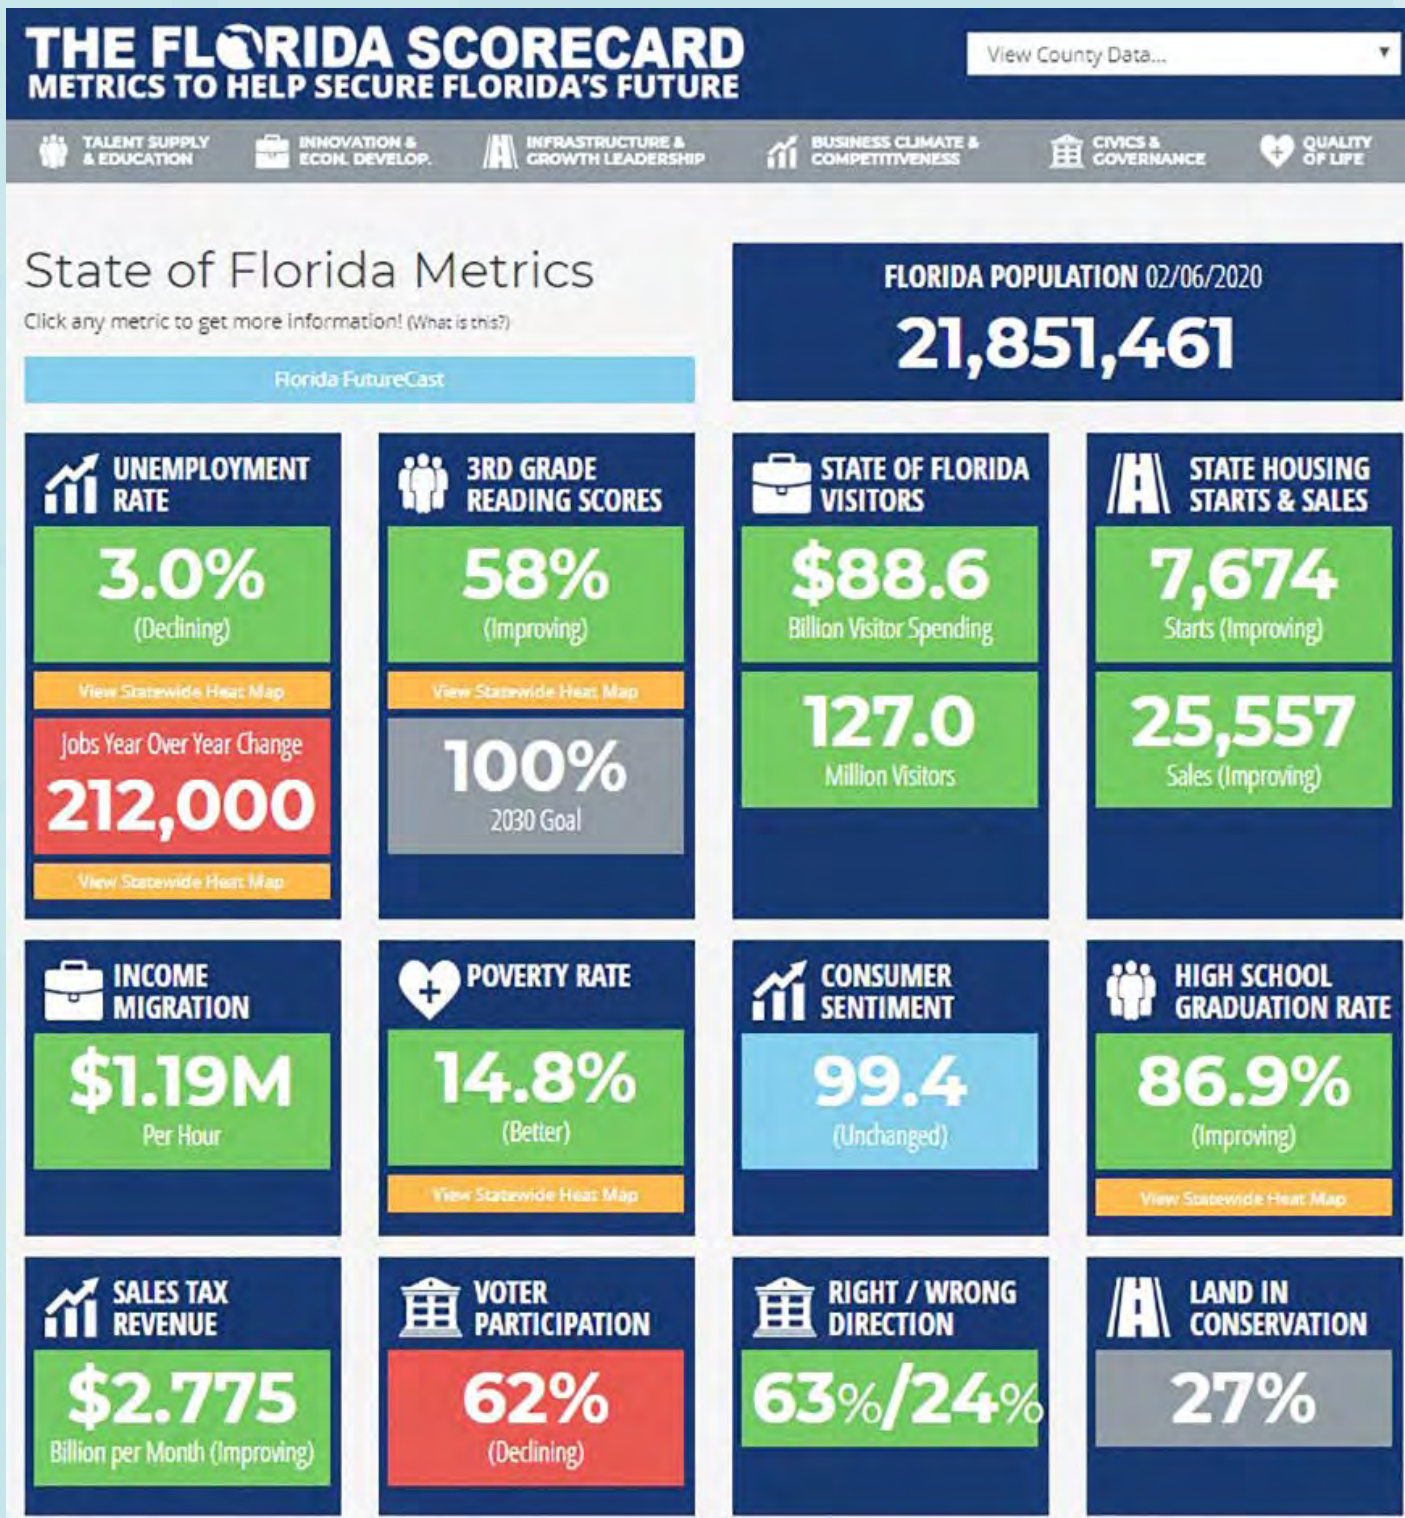 THE FLORIDA SCORECARD
METRICS TO HELP SECURE FLORIDA'S FUTURE
View County Data...
TALENT SUPPLY
& EDUCATION
INNOVATION &
ECON. DEVELOP.
INFRASTRUCTURE &
GROWTH LEADERSHIP
BUSINESS CLIMATE &
COMPETITIVENESS
CIVICS &
GOVERNANCE
QUALITY
OF LIFE
State of Florida Metrics
Click any metric to get more information! (What is this?)
Florida FutureCast
FLORIDA POPULATION 02/06/2020
21,851,461
UNEMPLOYMENT
RATE
3.0%
(Declining)
View Statewide Heat Map
Jobs Year Over Year Change
212,000
View Statewide Heat Map
3RD GRADE
READING SCORES
58%
(Improving)
View Statewide Heat Map
100%
2030 Goal
STATE OF FLORIDA
VISITORS
$88.6
Billion Visitor Spending
127.0
Million Visitors
STATE HOUSING
STARTS & SALES
7,674
Starts (Improving)
25,557
Sales (Improving)
INCOME
MIGRATION
$1.19M
Per Hour
POVERTY RATE
14.8%
(Better)
View Statewide Heat Map
CONSUMER
SENTIMENT
99.4
(Unchanged)
HIGH SCHOOL
GRADUATION RATE
86.9%
(Improving)
View Statewide Heat Map
SALES TAX
REVENUE
$2.775
Billion per Month (Improving)
VOTER
PARTICIPATION
62%
(Declining)
RIGHT / WRONG
DIRECTION
63%/24%
LAND IN
CONSERVATION
27%